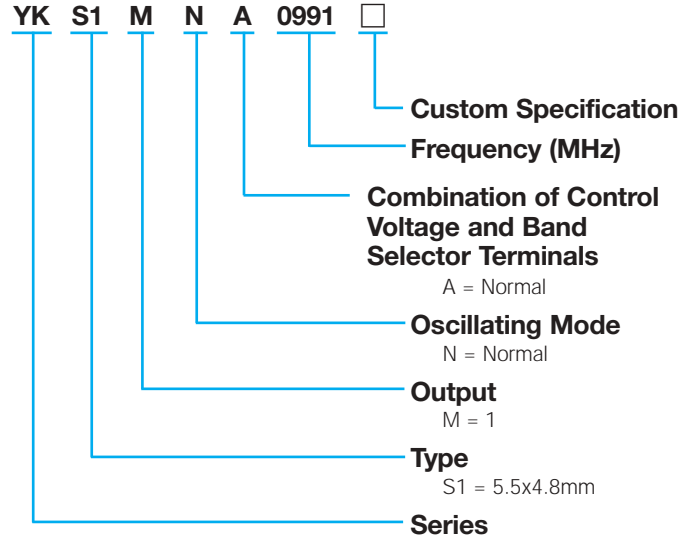 YK S1 M N A 0991 □
Custom Specification
Frequency (MHz)
Combination of Control
Voltage and Band
Selector Terminals
A = Normal
Oscillating Mode
N = Normal
Output
M = 1
Type
S1 = 5.5x4.8mm
Series